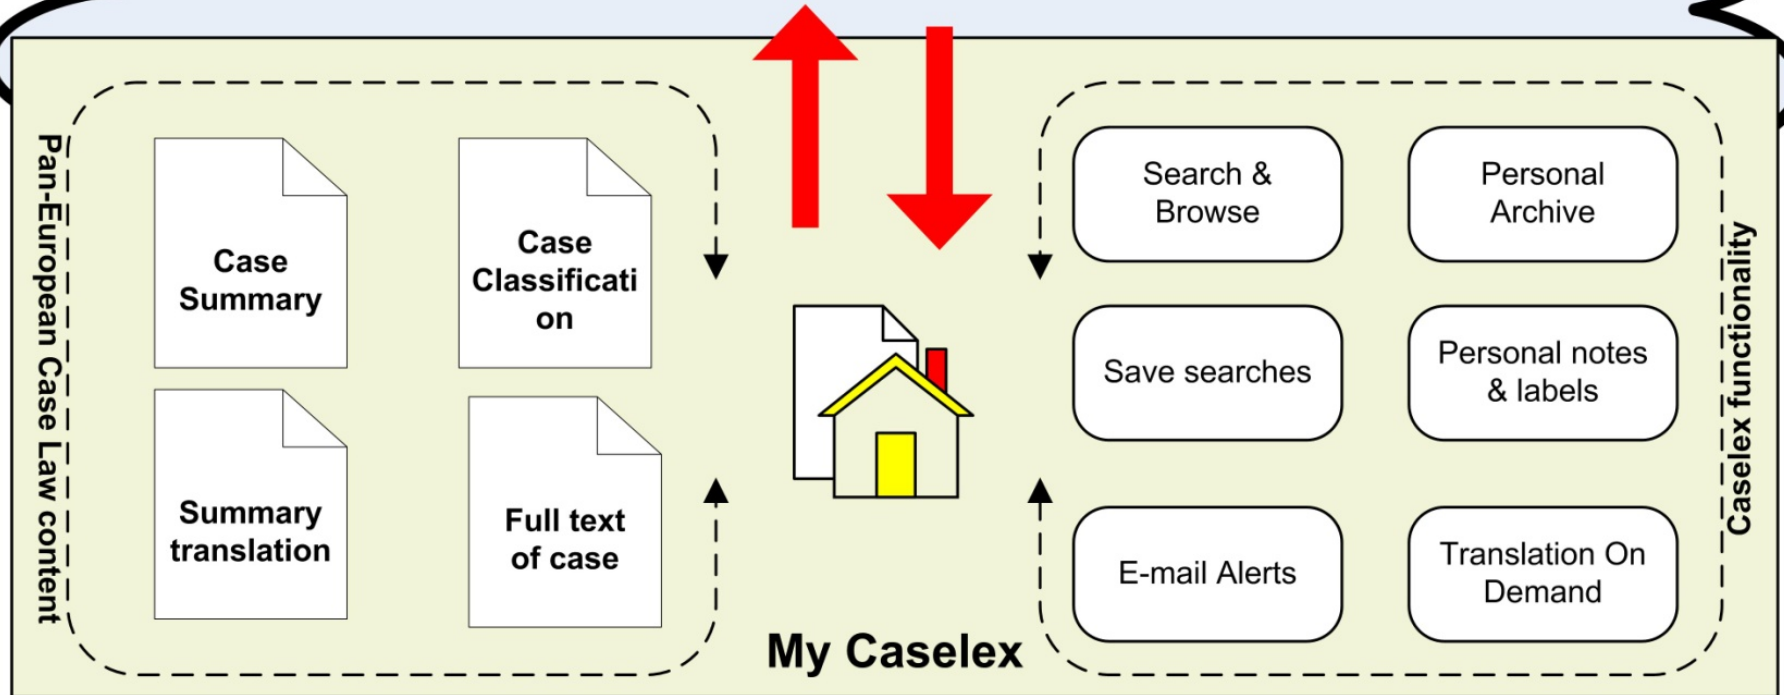 Pan-European Case Law content
Case
Summary
Case
Classificati
on
Summary
translation
Full text
of case
My Caselex
Search &
Browse
Personal
Archive
Save searches
Personal notes
& labels
E-mail Alerts
Translation On
Demand
Caselex functionality